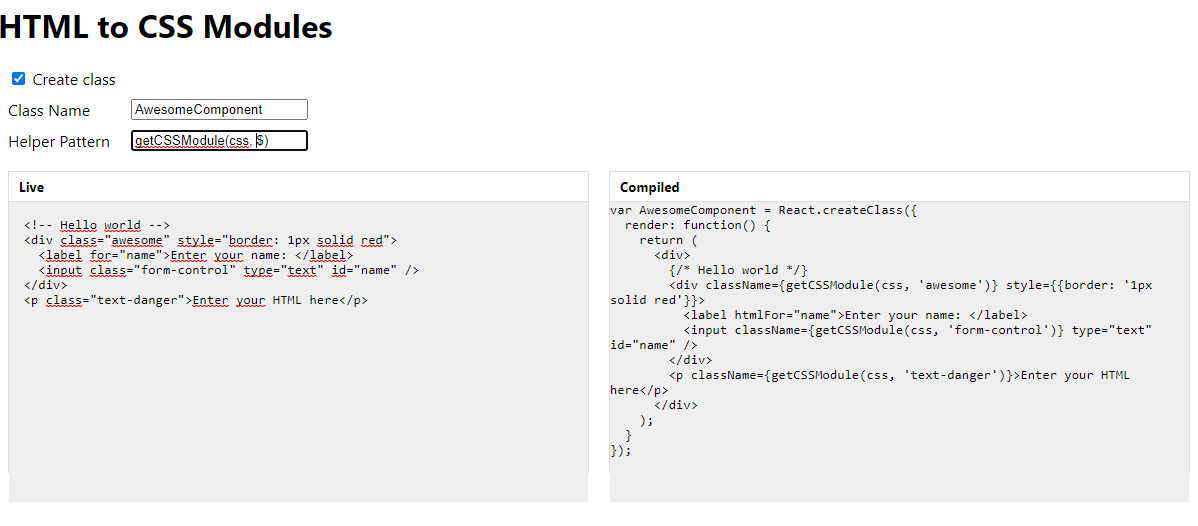 HTML to CSS Modules
Create class
Class Name AwesomeComponent
Helper Pattern getCSSModule(css, $)
Live
<!-- Hello world -->
<div class="awesome" style="border: 1px solid red">
  <label for="name">Enter your name: </label>
  <input class="form-control" type="text" id="name" />
</div>
<p class="text-danger">Enter your HTML here</p>
Compiled
var AwesomeComponent = React.createClass({
  render: function() {
    return (
      <div>
        {/* Hello world */}
        <div className={getCSSModule(css, 'awesome')} style={{border: '1px
solid red'}}>
          <label htmlFor="name">Enter your name: </label>
          <input className={getCSSModule(css, 'form-control')} type="text"
id="name" />
        </div>
        <p className={getCSSModule(css, 'text-danger')}>Enter your HTML
here</p>
      </div>
    );
  }
});